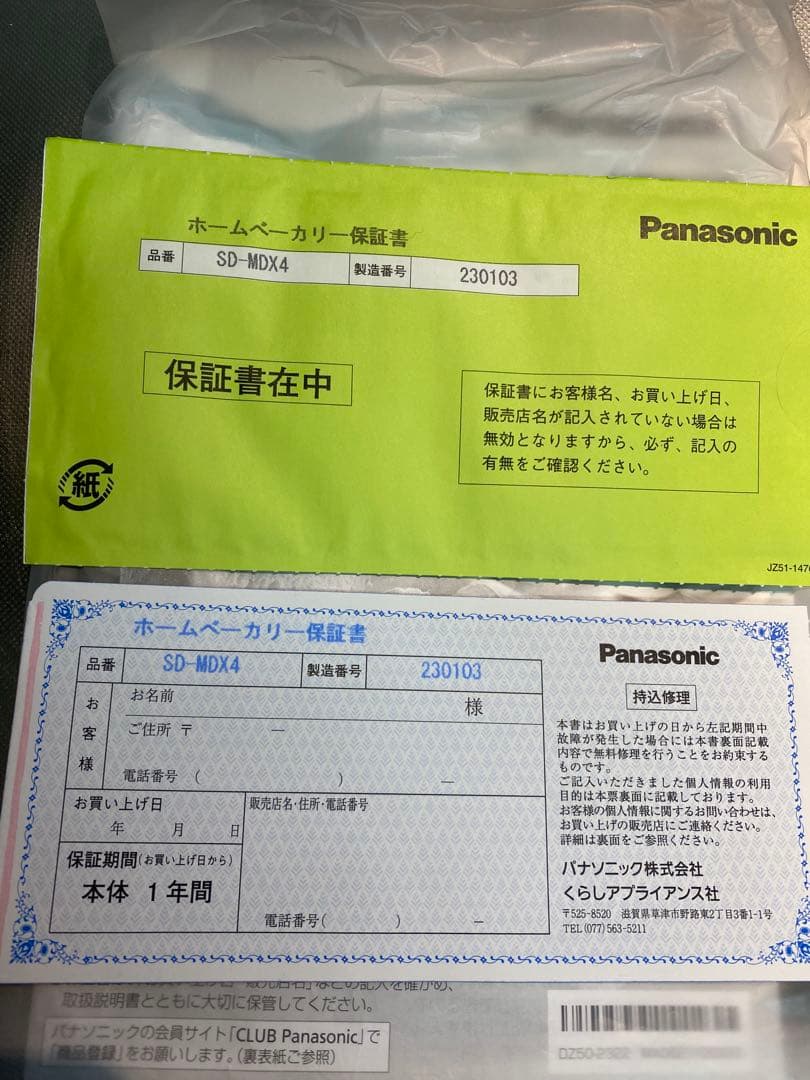 ホームベーカリー保証書
Panasonic
品番 SD-MDX4 製造番号 230103
保証書在中
保証書にお客様名、お買い上げ日、
販売店名が記入されていない場合は
無効となりますから、必ず、記入の
有無をご確認ください。
紙
JZ51-147
ホームベーカリー保証書
Panasonic
品番 SD-MDX4 製造番号 230103
持込修理
お客様
お名前 様
ご住所 〒 ―
電話番号 ( ) ―
お買い上げ日
年 月 日
販売店名・住所・電話番号
保証期間(お買い上げ日から)
本体 1年間
電話番号( ) ―
本書はお買い上げの日から左記期間中
故障が発生した場合には本書裏面記載
内容で無料修理を行うことをお約束する
ものです。
ご記入いただきました個人情報の利用
目的は本票裏面に記載しております。
お客様の個人情報に関するお問い合わせは、
お買い上げの販売店にご連絡ください。
詳細は裏面をご参照ください。
パナソニック株式会社
くらしアプライアンス社
〒525-8520 滋賀県草津市野路東2丁目3番1-1号
TEL(077)563-5211
販売店名」などの記入を確かめ、
取扱説明書とともに大切に保管してください。
パナソニックの会員サイト「CLUB Panasonic」で
「商品登録」をお願いします。(裏表紙ご参照)
DZ50-2322